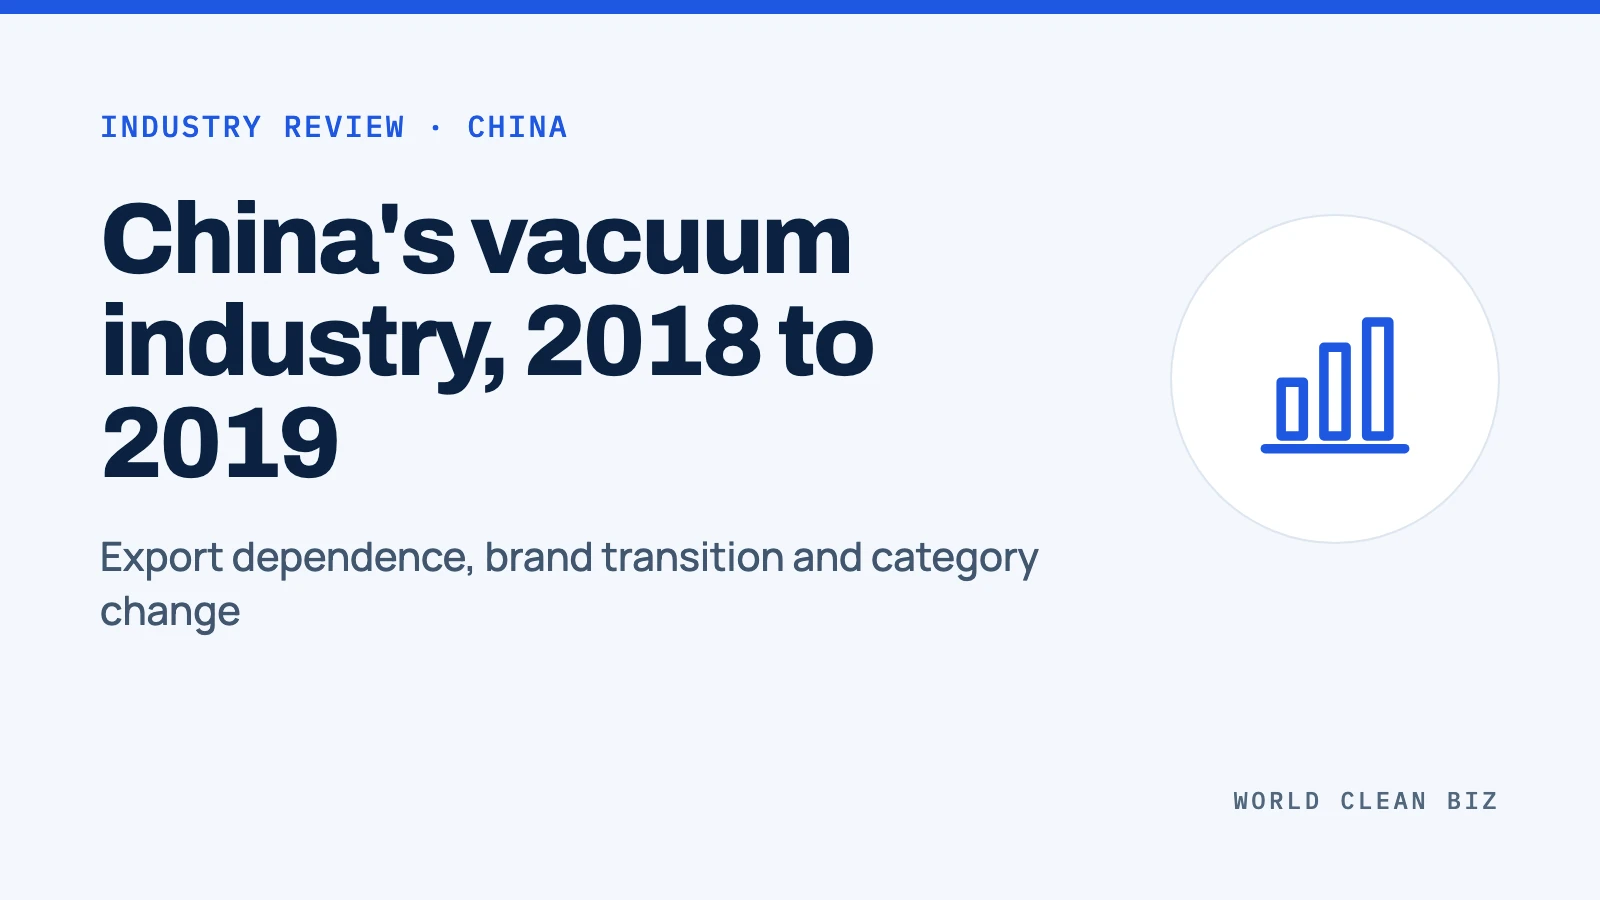 INDUSTRY REVIEW · CHINA
China's vacuum
industry, 2018 to
2019
Export dependence, brand transition and category
change
WORLD CLEAN BIZ